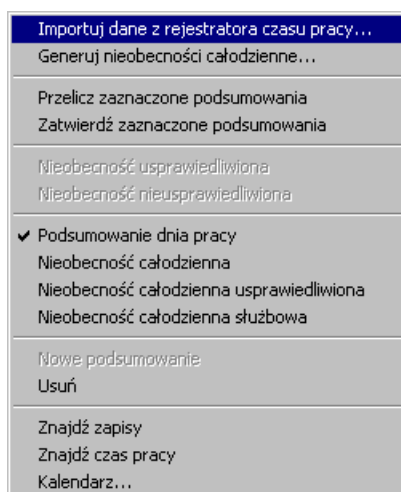 Importuj dane z rejestratora czasu pracy...
Generuj nieobecności całodzienne...
Przelicz zaznaczone podsumowania
Zatwierdź zaznaczone podsumowania
Nieobecność usprawiedliwiona
Nieobecność nieusprawiedliwiona
Podsumowanie dnia pracy
Nieobecność całodzienna
Nieobecność całodzienna usprawiedliwiona
Nieobecność całodzienna służbowa
Nowe podsumowanie
Usuń
Znajdź zapisy
Znajdź czas pracy
Kalendarz...